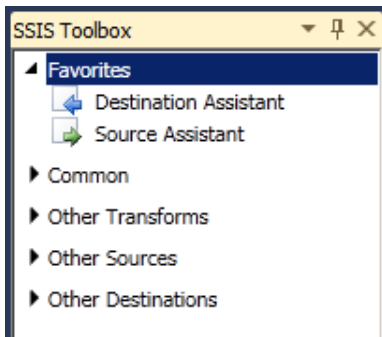 SSIS Toolbox
Favorites
Destination Assistant
Source Assistant
Common
Other Transforms
Other Sources
Other Destinations